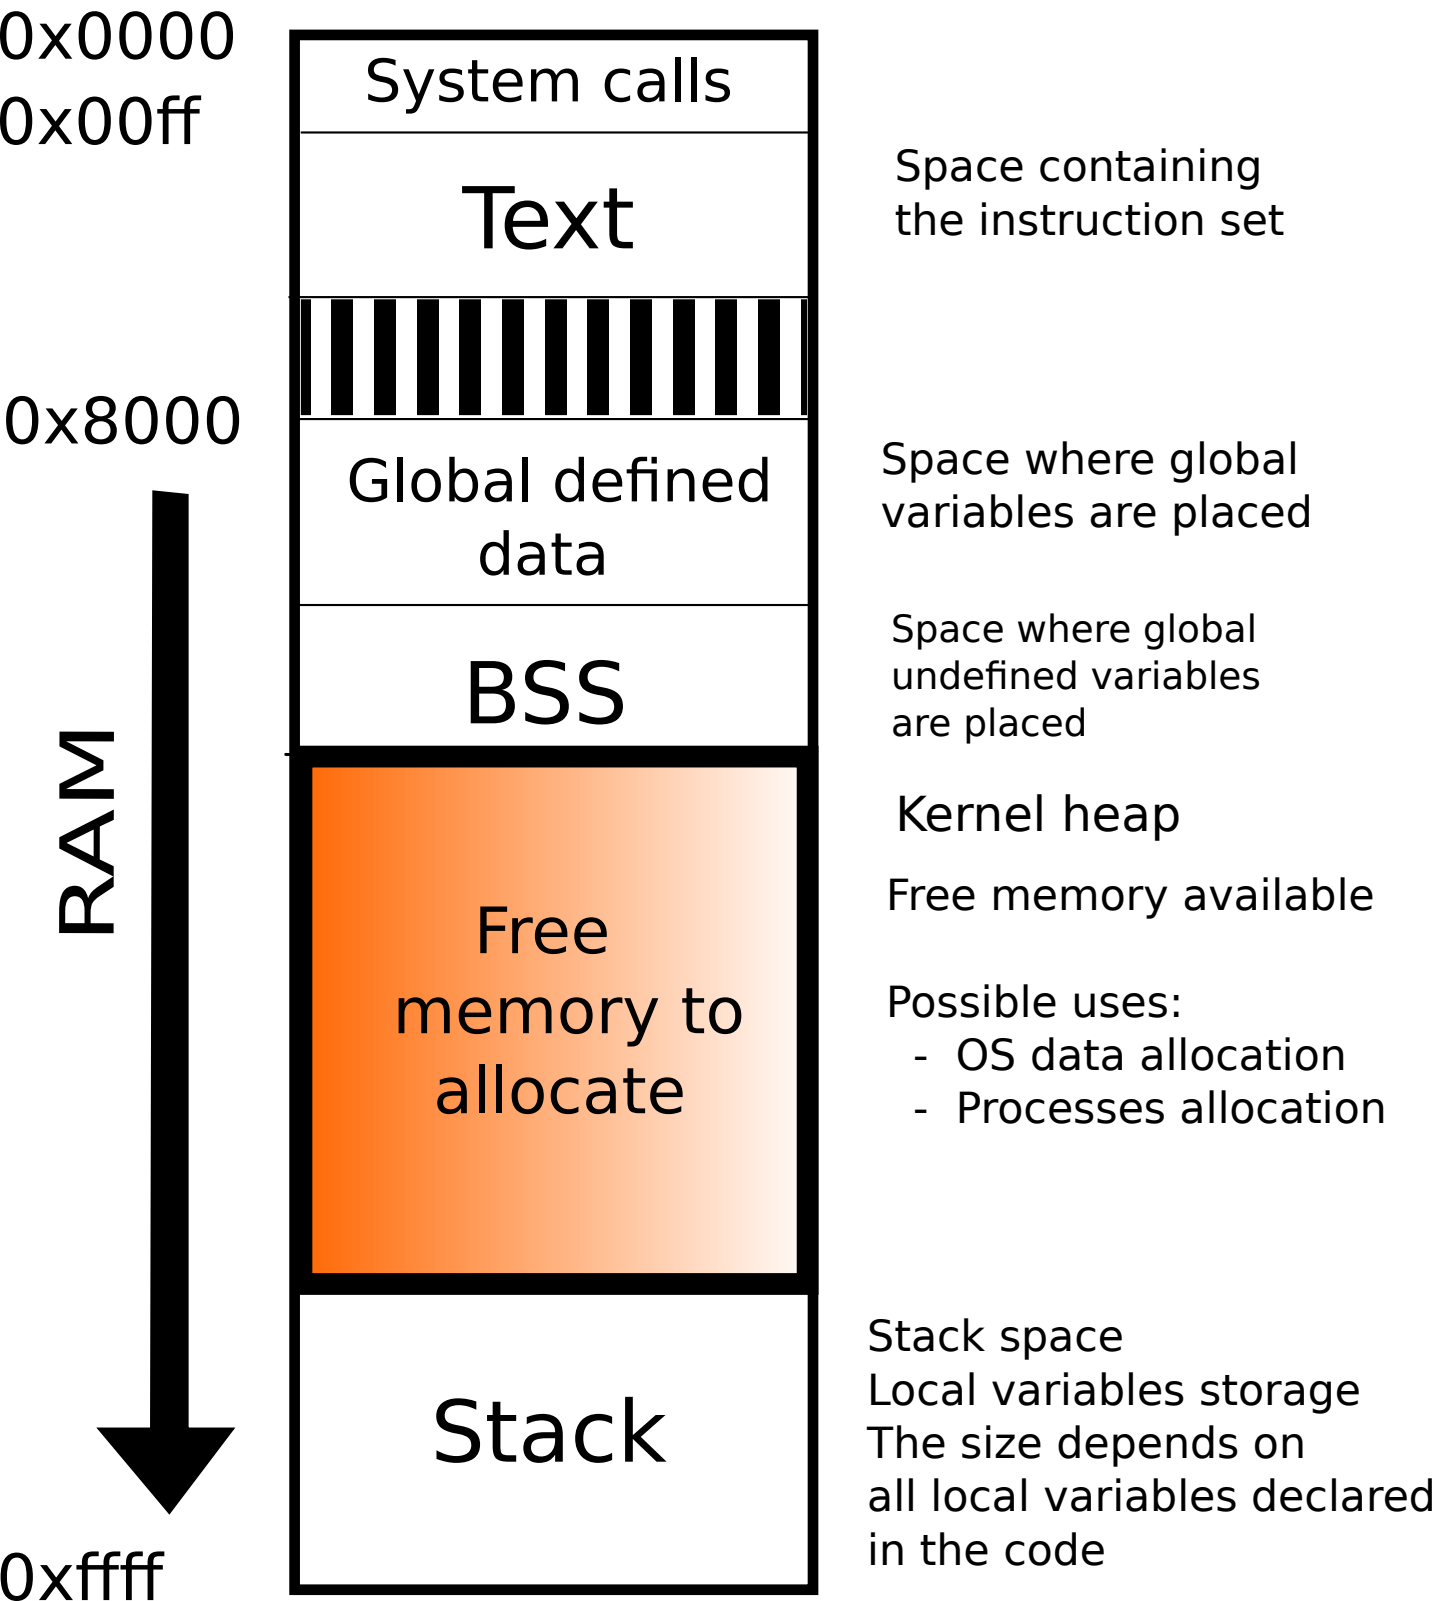 0x0000
System calls
0x00ff
Text
Space containing
the instruction set
0x8000
Global defined
data
Space where global
variables are placed
BSS
Space where global
undefined variables
are placed
RAM
Free
memory to
allocate
Kernel heap
Free memory available
Possible uses:
- OS data allocation
- Processes allocation
Stack
Stack space
Local variables storage
The size depends on
all local variables declared
in the code
0xffff